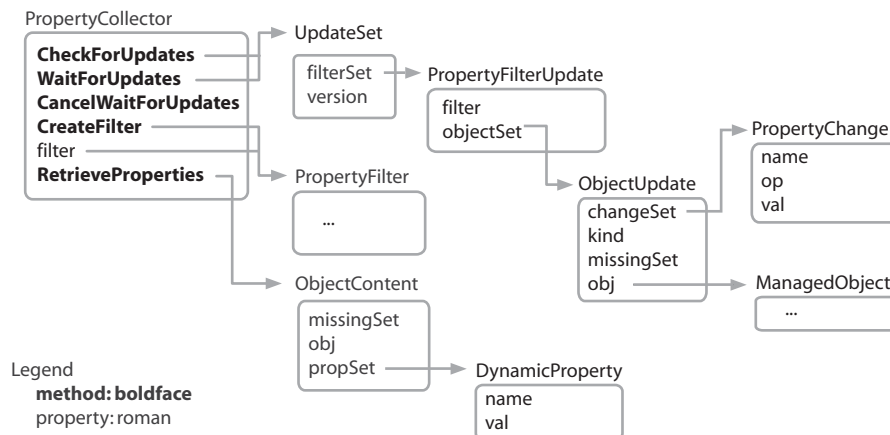 PropertyCollector
CheckForUpdates
WaitForUpdates
CancelWaitForUpdates
CreateFilter
filter
RetrieveProperties
UpdateSet
filterSet
version
PropertyFilterUpdate
filter
objectSet
PropertyFilter
...
ObjectUpdate
changeSet
kind
missingSet
obj
PropertyChange
name
op
val
ManagedObject
...
ObjectContent
missingSet
obj
propSet
DynamicProperty
name
val
Legend
method: boldface
property: roman